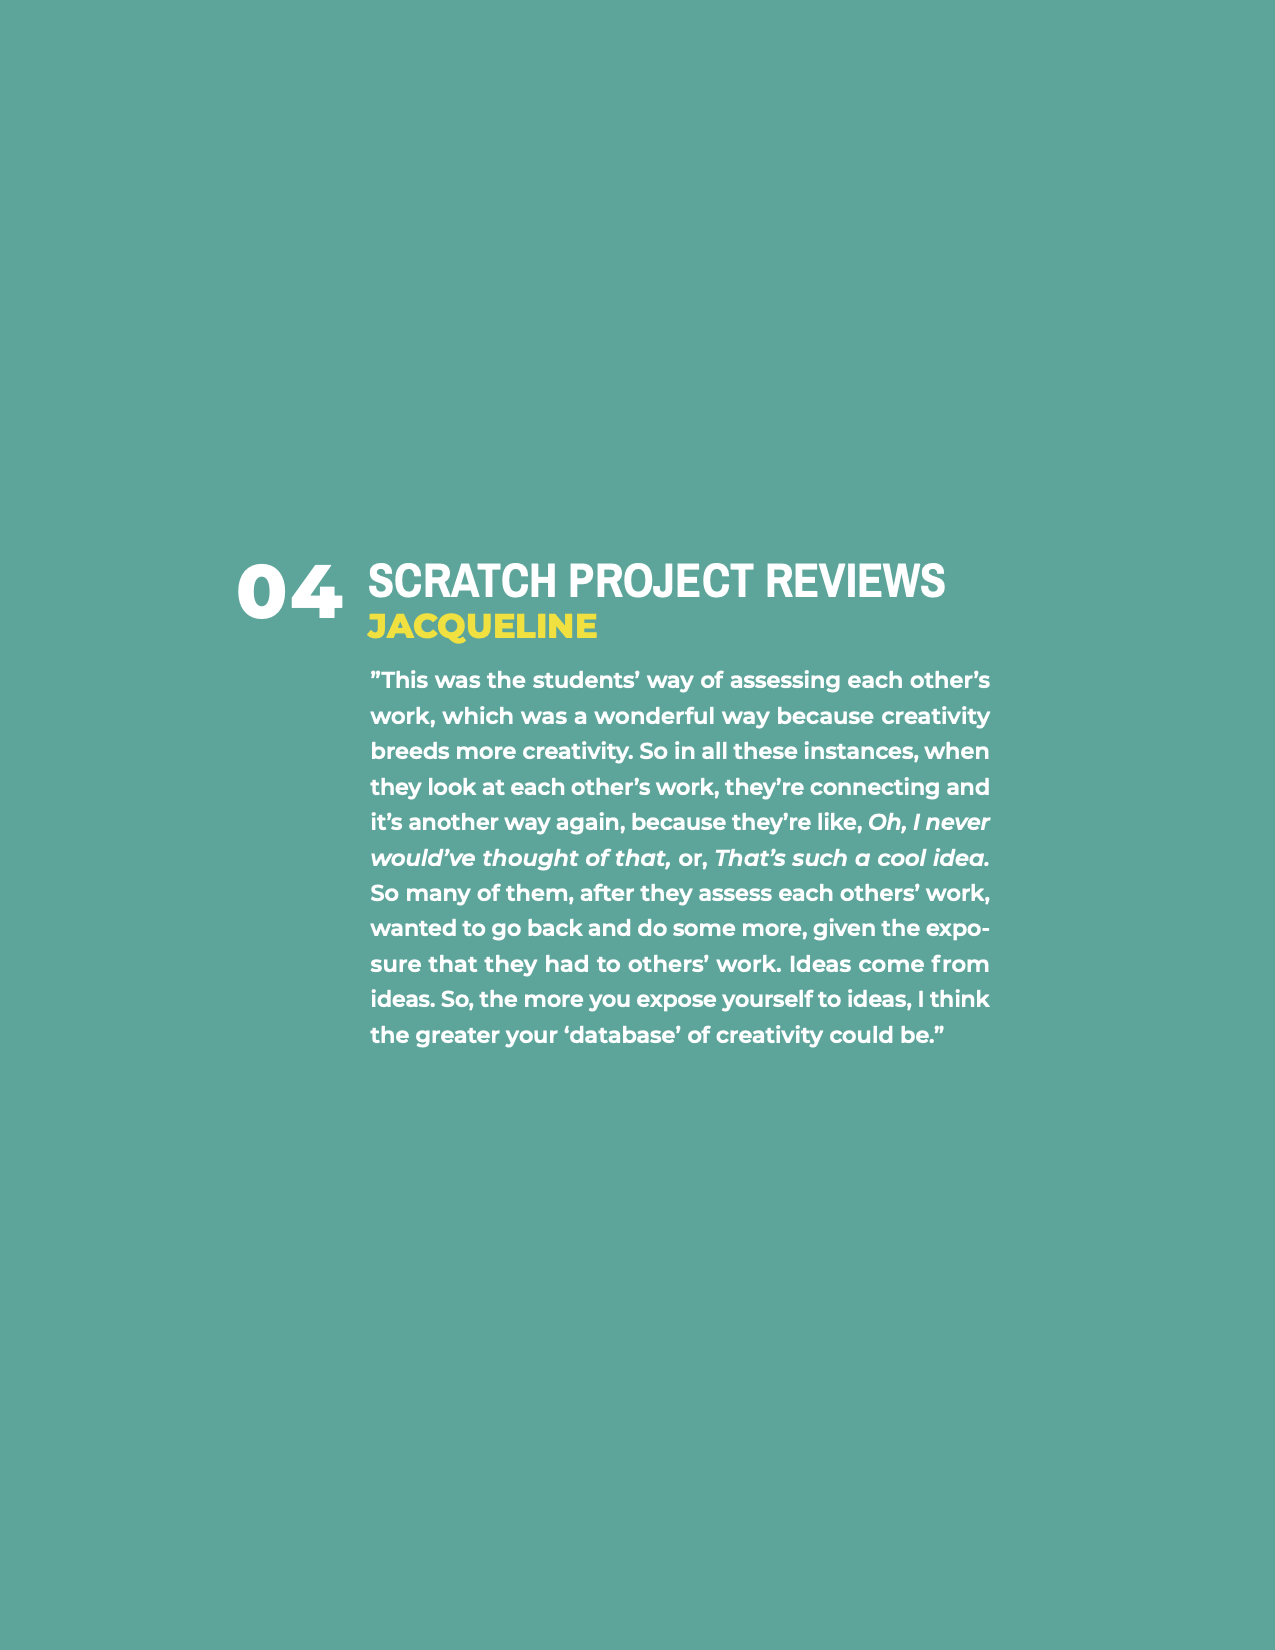 04 SCRATCH PROJECT REVIEWS
JACQUELINE
”This was the students’ way of assessing each other’s
work, which was a wonderful way because creativity
breeds more creativity. So in all these instances, when
they look at each other’s work, they’re connecting and
it’s another way again, because they’re like, Oh, I never
would’ve thought of that, or, That’s such a cool idea.
So many of them, after they assess each others’ work,
wanted to go back and do some more, given the expo-
sure that they had to others’ work. Ideas come from
ideas. So, the more you expose yourself to ideas, I think
the greater your ‘database’ of creativity could be.”